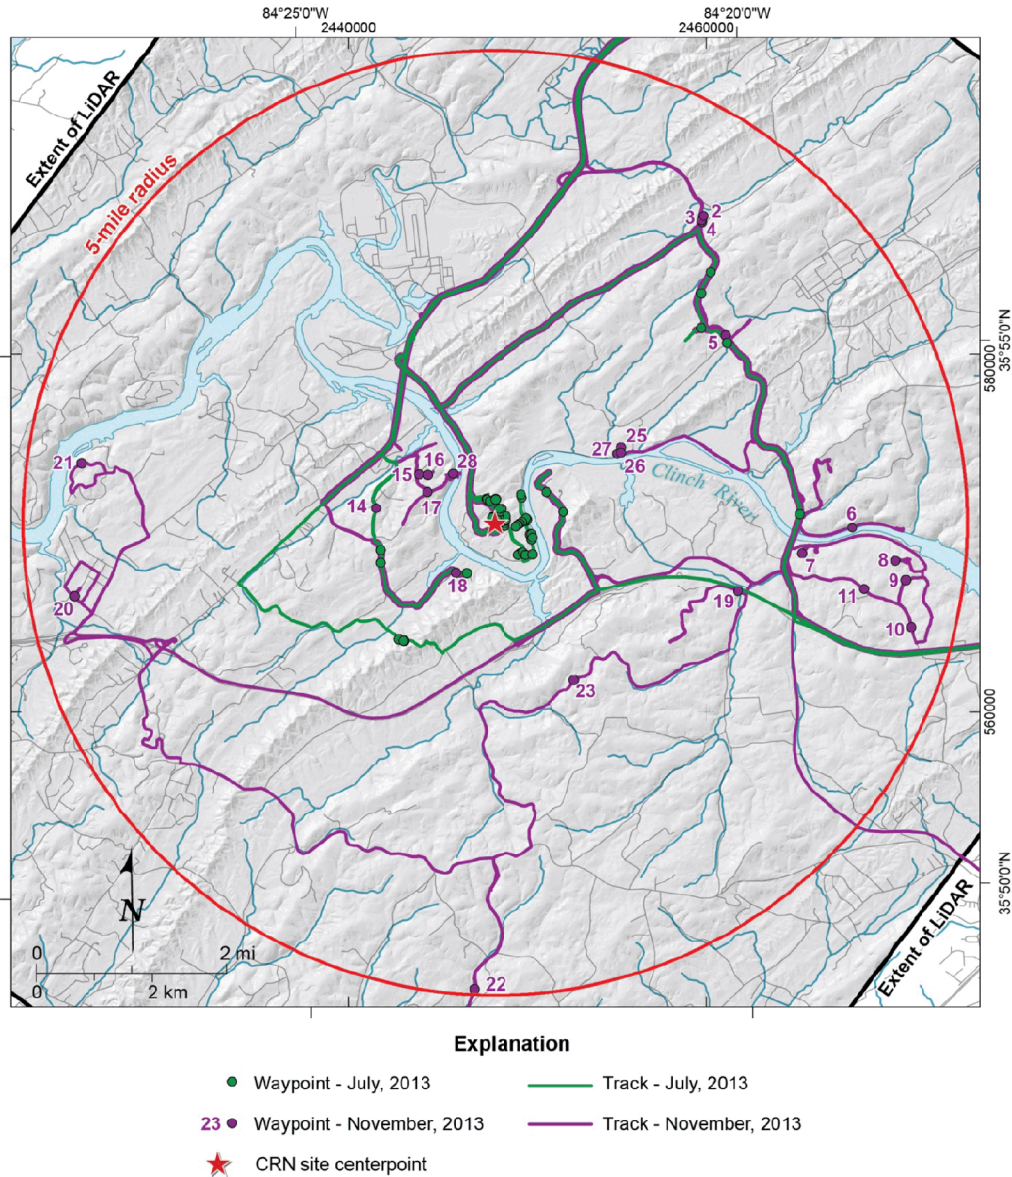 84°25'0"W
84°20'0"W
2440000
2460000
Extent of LiDAR
5-mile radius
2
3
4
35°55'0"N
580000
5
25
27
26
21
16
28
15
17
14
Clinch River
6
7
8
9
11
10
18
19
20
23
560000
35°50'0"N
N
0
2 mi
0
2 km
22
Extent of LiDAR
Explanation
Waypoint - July, 2013
Track - July, 2013
23 Waypoint - November, 2013
Track - November, 2013
CRN site centerpoint